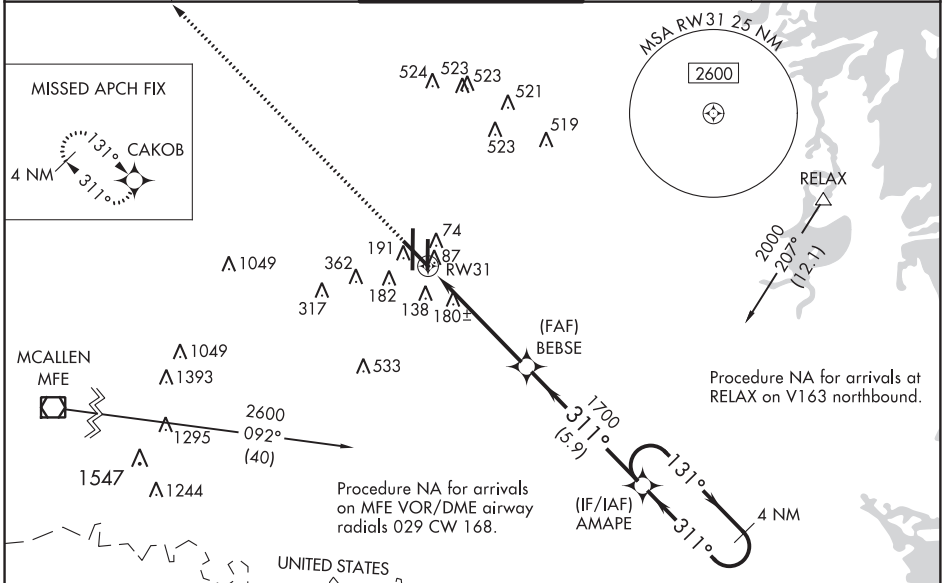 MSA RW31 25 NM
2600
MISSED APCH FIX
131°
CAKOB
4 NM
311°
524
523
523
521
523
519
RELAX
2000
207°
(12.1)
74
191
87
RW31
1049
362
182
317
138
180±
(FAF)
BEBSE
1049
533
MCALLEN
MFE
1393
Procedure NA for arrivals at
RELAX on V163 northbound.
2600
092°
(40)
1295
1700
311°
(5.9)
1547
1244
131°
(IF/IAF)
AMAPE
4 NM
311°
Procedure NA for arrivals
on MFE VOR/DME airway
radials 029 CW 168.
UNITED STATES